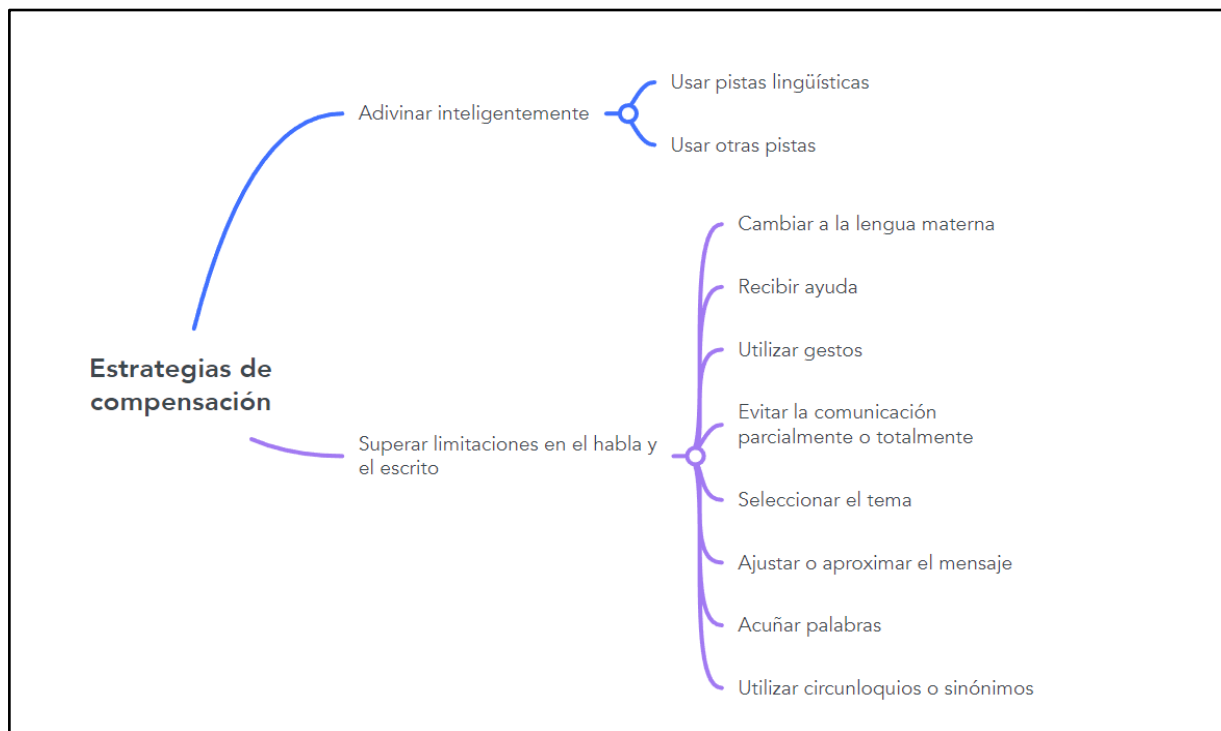 Estrategias de
compensación
Adivinar inteligentemente
Usar pistas lingüísticas
Usar otras pistas
Superar limitaciones en el habla y
el escrito
Cambiar a la lengua materna
Recibir ayuda
Utilizar gestos
Evitar la comunicación
parcialmente o totalmente
Seleccionar el tema
Ajustar o aproximar el mensaje
Acuñar palabras
Utilizar circunloquios o sinónimos